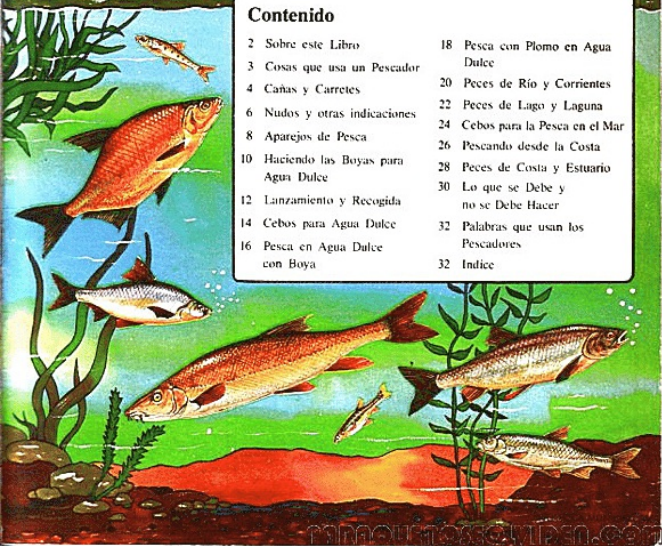 Contenido
2 Sobre este Libro
3 Cosas que usa un Pescador
4 Cañas y Carretes
6 Nudos y otras indicaciones
8 Aparejos de Pesca
10 Haciendo las Boyas para
Agua Dulce
12 Lanzamiento y Recogida
14 Cebos para Agua Dulce
16 Pesca en Agua Dulce
con Boya
18 Pesca con Plomo en Agua
Dulce
20 Peces de Río y Corrientes
22 Peces de Lago y Laguna
24 Cebos para la Pesca en el Mar
26 Pescando desde la Costa
28 Peces de Costa y Estuario
30 Lo que se Debe y
no se Debe Hacer
32 Palabras que usan los
Pescadores
32 Indice
PARAQUENOSEOLVIDEN.COM